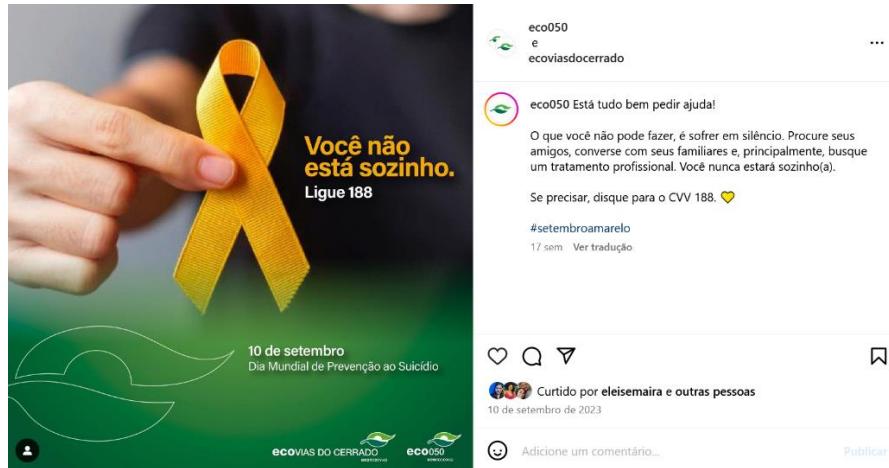 Você não
está sozinho.
Ligue 188
10 de setembro
Dia Mundial de Prevenção ao Suicídio
ecoVIAS DO CERRADO
eco050
eco050
e
ecoviasdocerrado
eco050 Está tudo bem pedir ajuda!
O que você não pode fazer, é sofrer em silêncio. Procure seus
amigos, converse com seus familiares e, principalmente, busque
um tratamento profissional. Você nunca estará sozinho(a).
Se precisar, disque para o CVV 188. 💛
#setembroamarelo
17 sem Ver tradução
Curtido por eleisemaira e outras pessoas
10 de setembro de 2023
Adicione um comentário...
Publicar